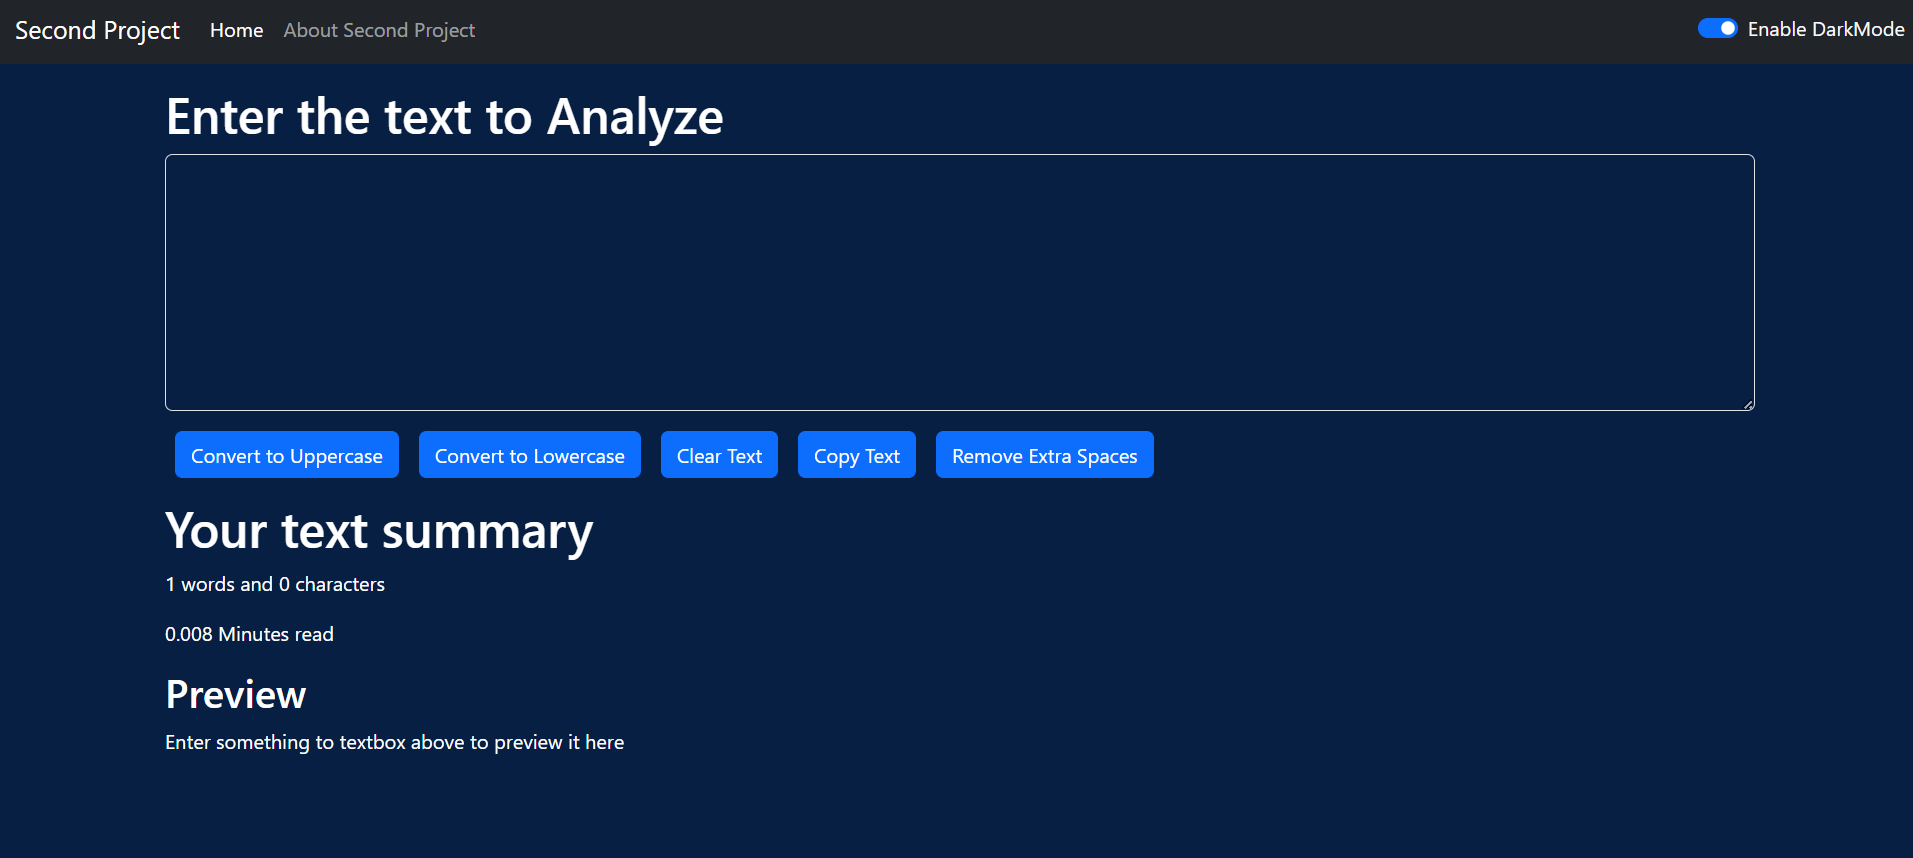 Second Project Home About Second Project Enable DarkMode
Enter the text to Analyze
Convert to Uppercase Convert to Lowercase Clear Text Copy Text Remove Extra Spaces
Your text summary
1 words and 0 characters
0.008 Minutes read
Preview
Enter something to textbox above to preview it here